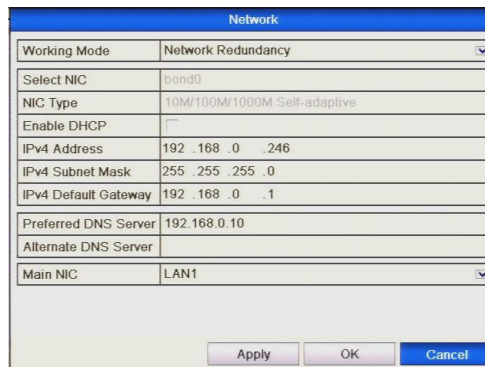 Network
Working Mode Network Redundancy
Select NIC bond0
NIC Type 10M/100M/1000M Self-adaptive
Enable DHCP
IPv4 Address 192 .168 .0 .246
IPv4 Subnet Mask 255 .255 .255 .0
IPv4 Default Gateway 192 .168 .0 .1
Preferred DNS Server 192.168.0.10
Alternate DNS Server
Main NIC LAN1
Apply OK Cancel